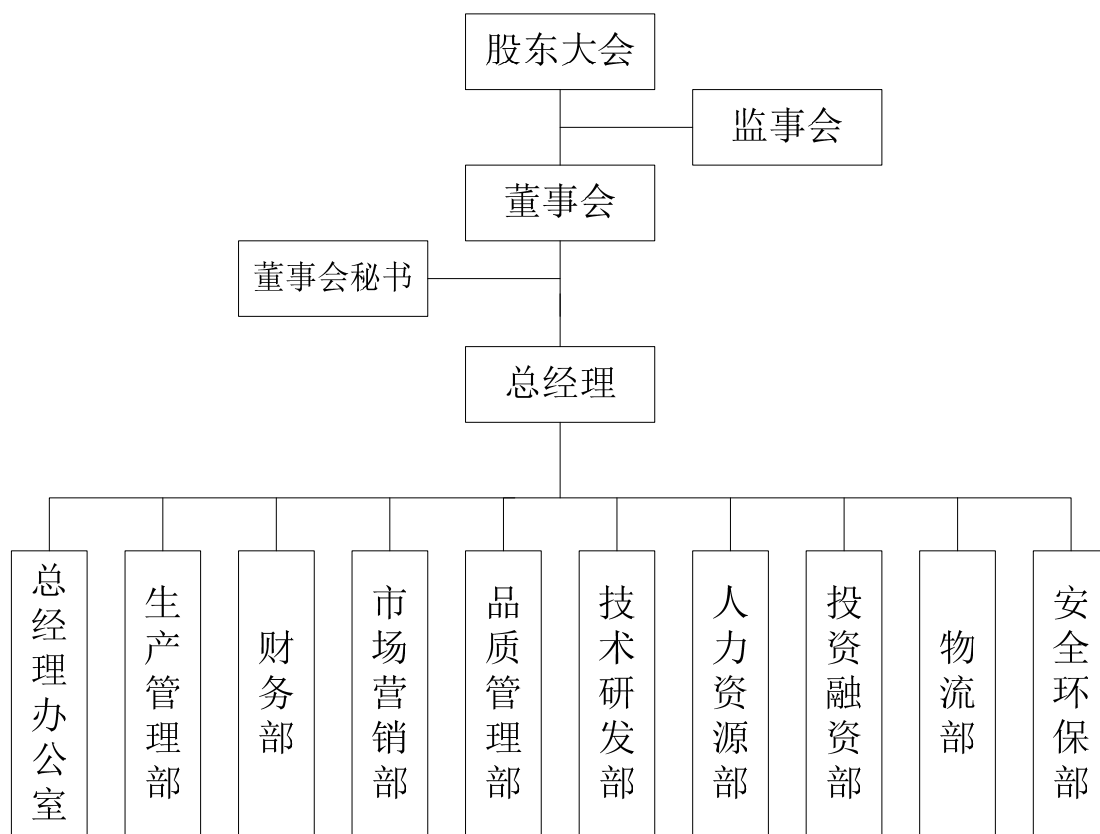 股东大会
监事会
董事会
董事会秘书
总经理
总经理办公室
生产管理部
财务部
市场营销部
品质管理部
技术研发部
人力资源部
投资融资部
物流部
安全环保部